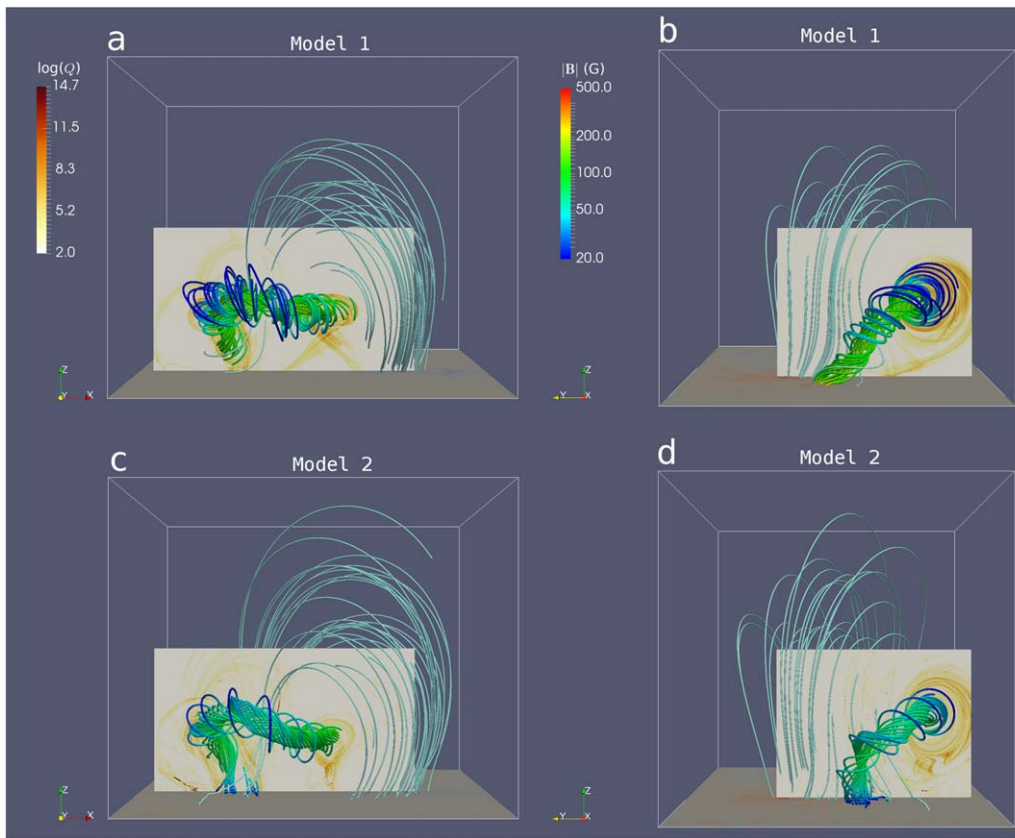 a
Model 1
log(Q)
14.7
11.5
8.3
5.2
2.0
Z
Y
X
b
Model 1
|B| (G)
500.0
200.0
100.0
50.0
20.0
Z
Y
X
c
Model 2
Z
Y
X
d
Model 2
Z
Y
X